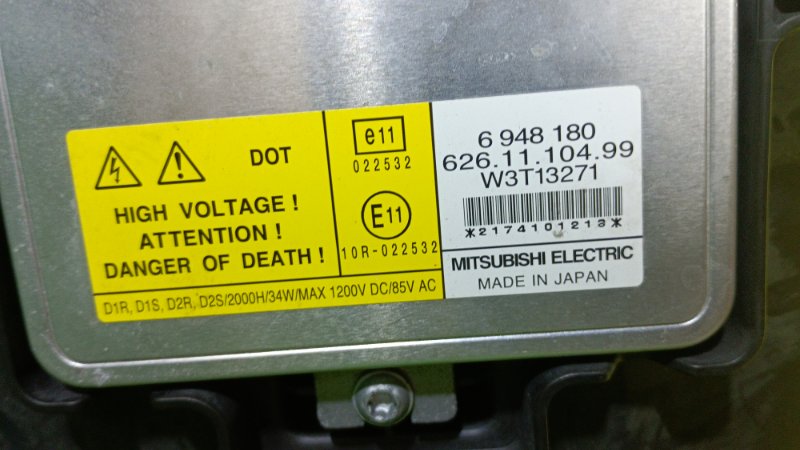 DOT
HIGH VOLTAGE !
ATTENTION !
DANGER OF DEATH !
D1R, D1S, D2R, D2S/2000H/34W/MAX 1200V DC/85V AC
e11
022532
E11
10R-022532
6 948 180
626.11.104.99
W3T13271
*2174101213*
MITSUBISHI ELECTRIC
MADE IN JAPAN